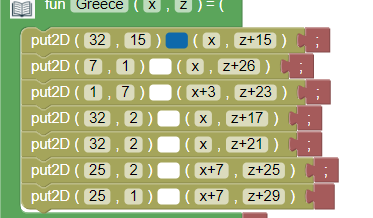 fun Greece ( x , z ) = (
put2D ( 32 , 15 ) ( x , z+15 ) ;
put2D ( 7 , 1 ) ( x , z+26 ) ;
put2D ( 1 , 7 ) ( x+3 , z+23 ) ;
put2D ( 32 , 2 ) ( x , z+17 ) ;
put2D ( 32 , 2 ) ( x , z+21 ) ;
put2D ( 25 , 2 ) ( x+7 , z+25 ) ;
put2D ( 25 , 1 ) ( x+7 , z+29 )